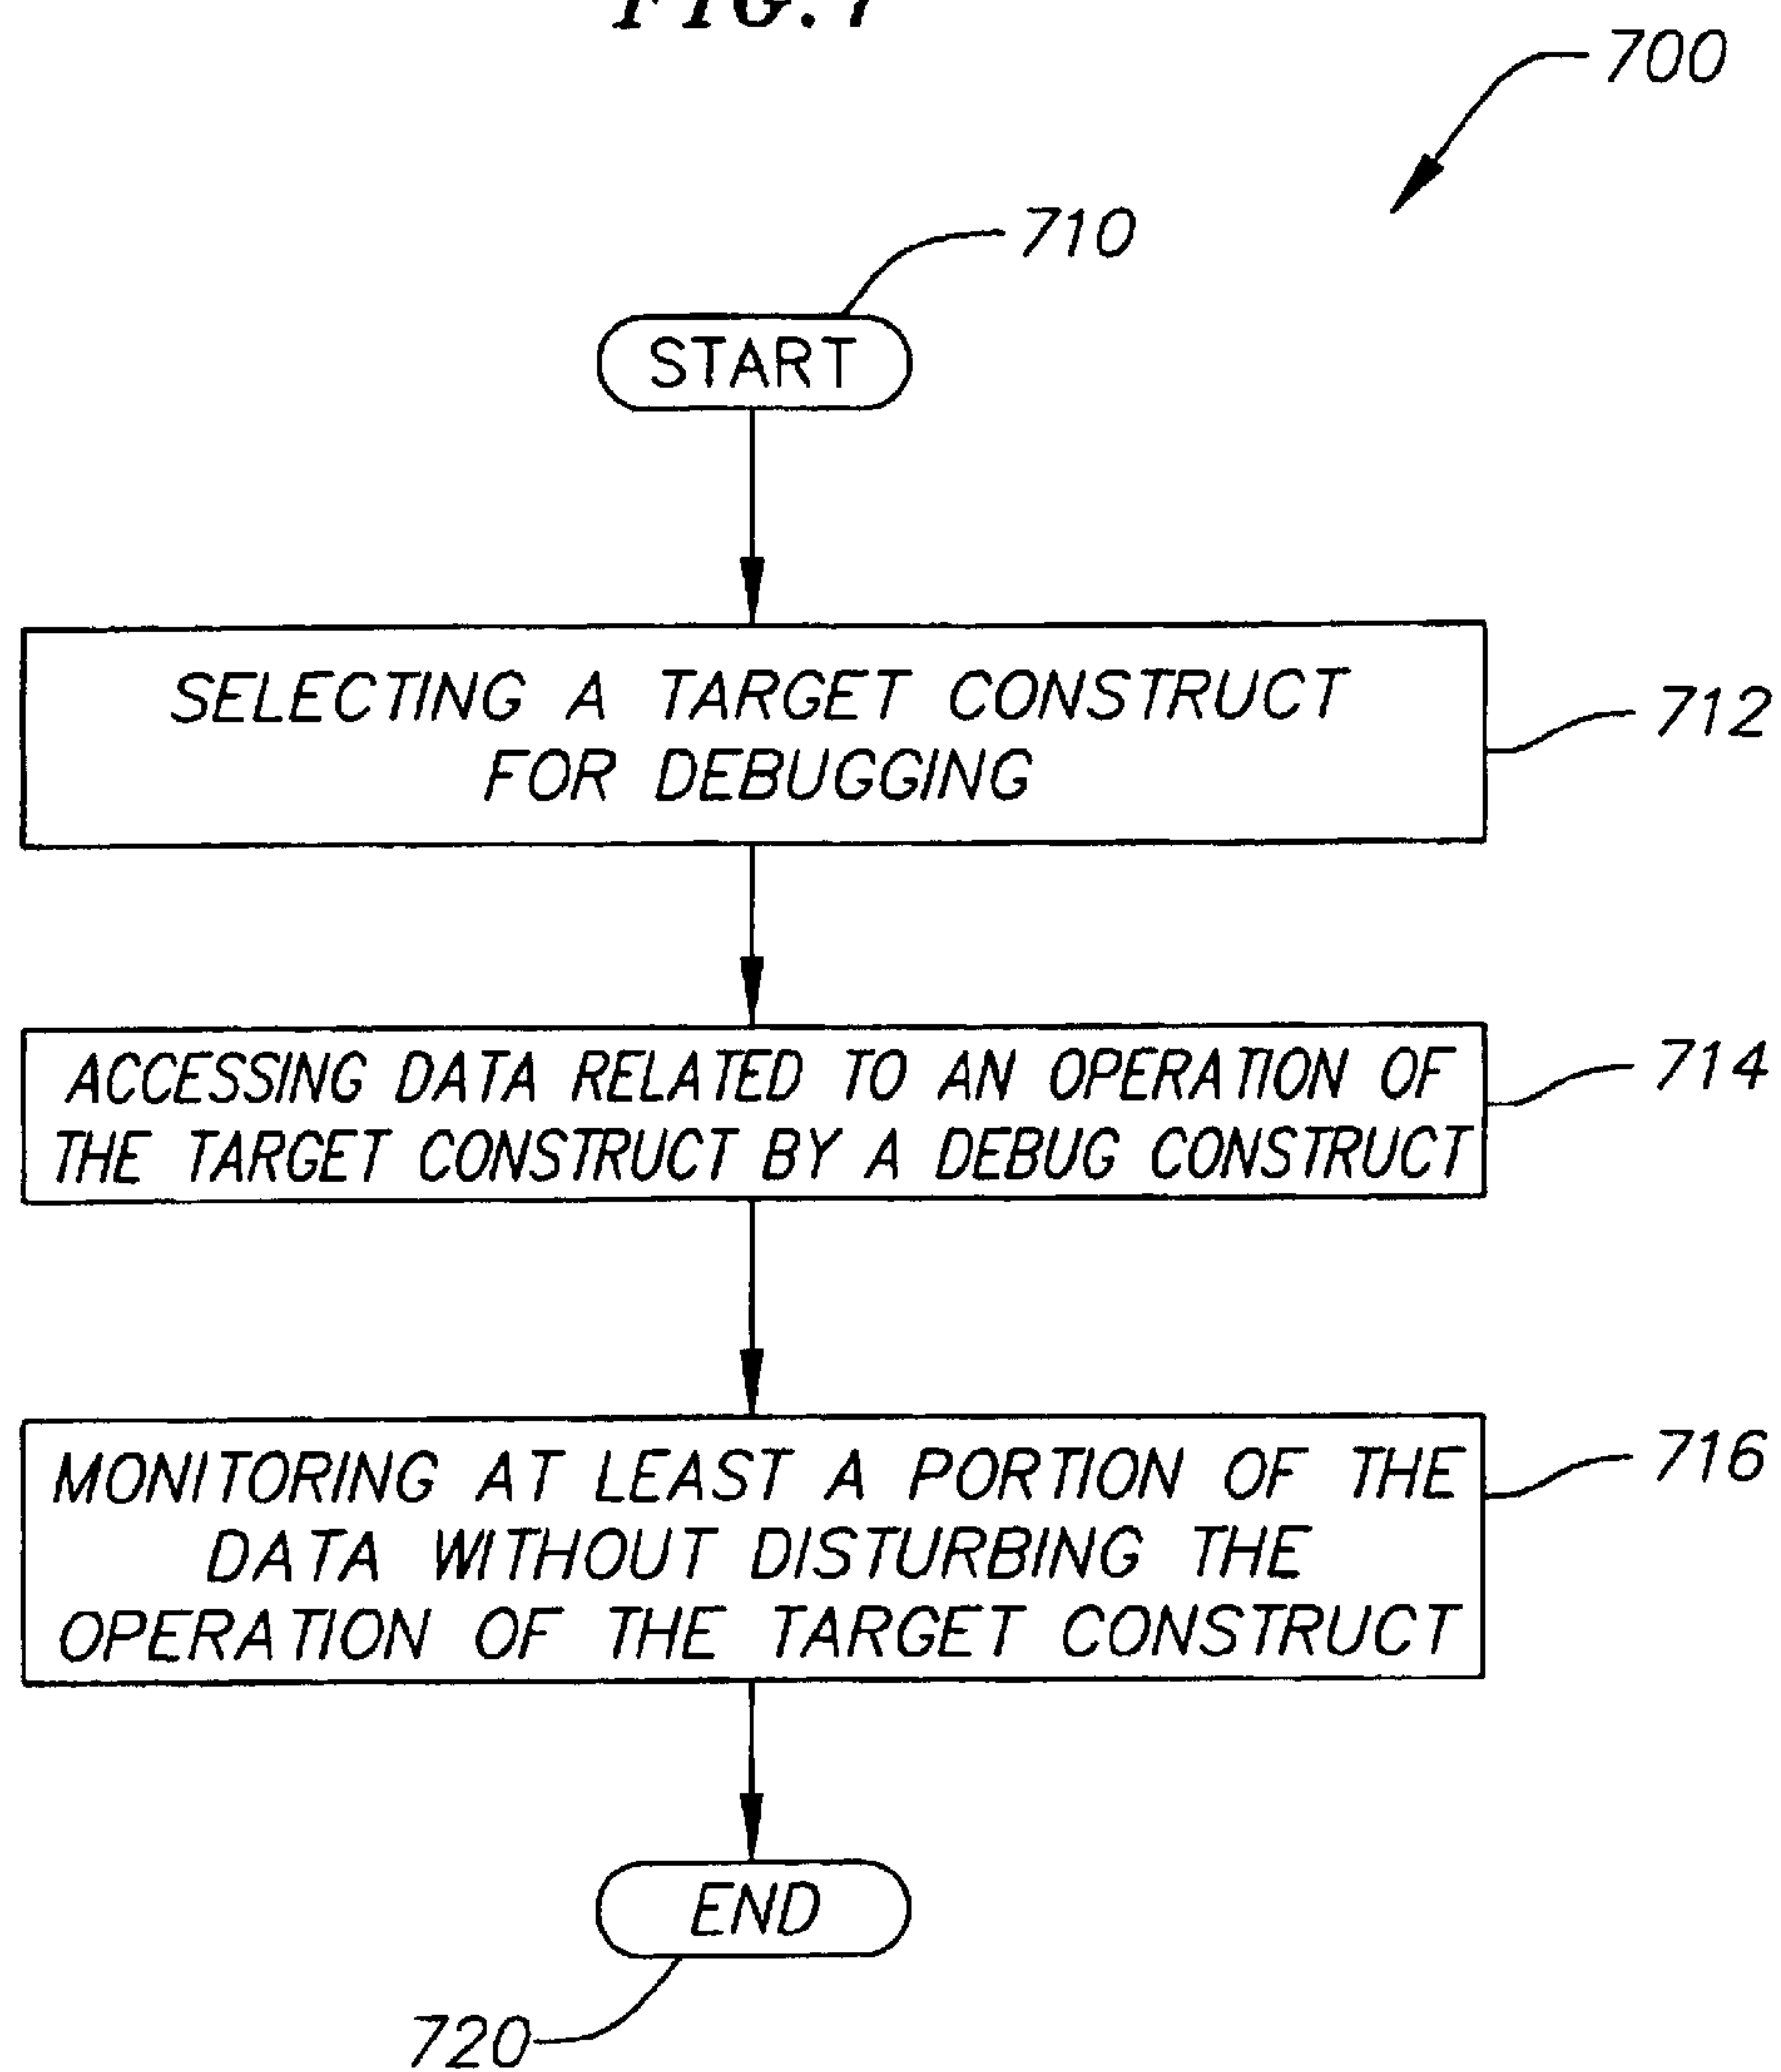 FIG. 7
700
710
START
SELECTING A TARGET CONSTRUCT
FOR DEBUGGING
712
ACCESSING DATA RELATED TO AN OPERATION OF
THE TARGET CONSTRUCT BY A DEBUG CONSTRUCT
714
MONITORING AT LEAST A PORTION OF THE
DATA WITHOUT DISTURBING THE
OPERATION OF THE TARGET CONSTRUCT
716
END
720